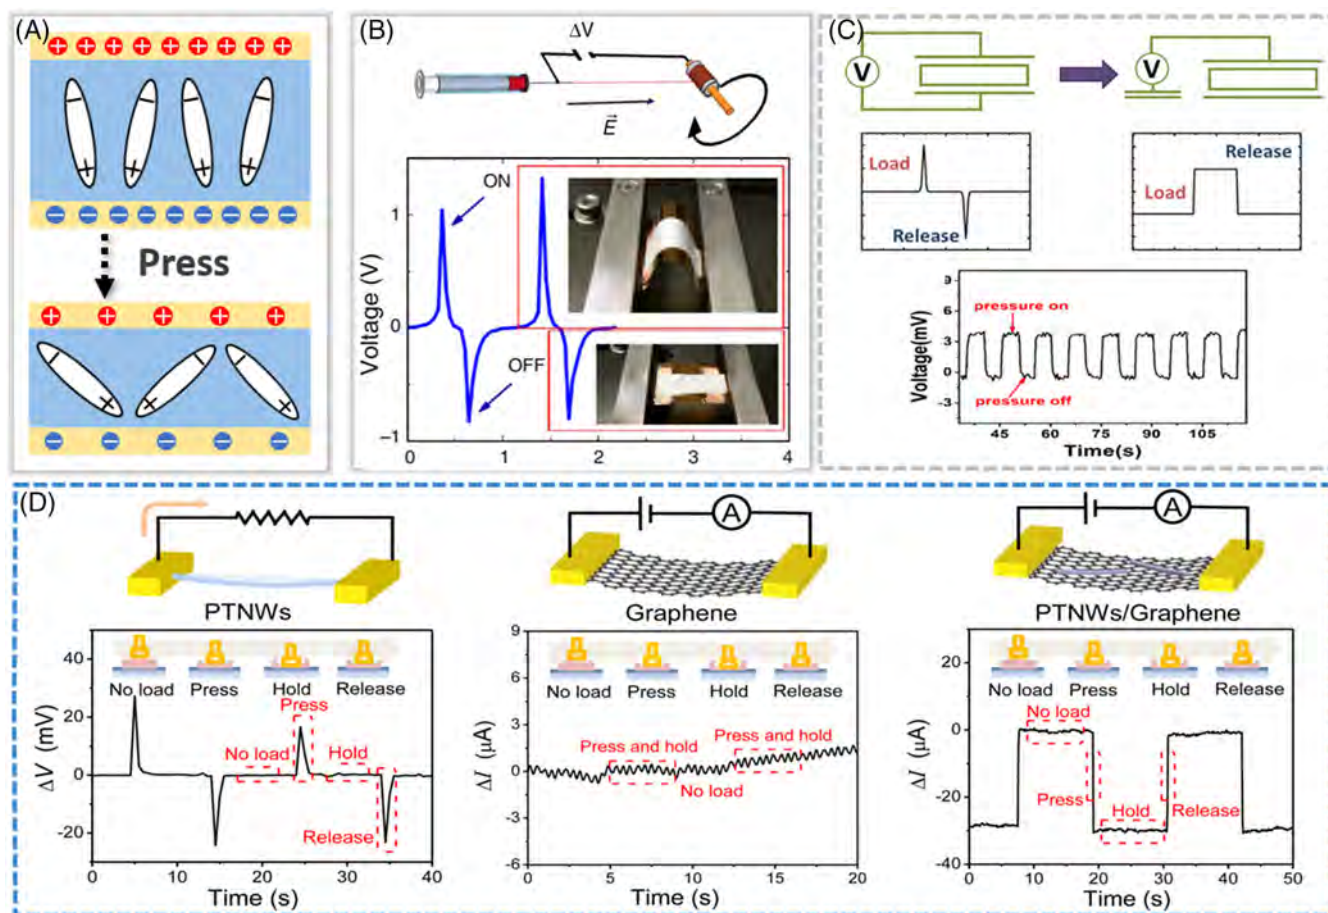 (A)
Press
(B)
ΔV
E
ON
OFF
Voltage (V)
1
0
−1
0
1
2
3
4
(C)
V
V
Load
Release
Load
Release
pressure on
pressure off
Voltage(mV)
9
6
3
0
-3
45
60
75
90
105
Time(s)
(D)
PTNWs
No load
Press
Hold
Release
Press
No load
Hold
Release
ΔV (mV)
40
20
0
-20
0
10
20
30
40
Time (s)
A
Graphene
No load
Press
Hold
Release
Press and hold
Press and hold
No load
ΔI (μA)
9
6
3
0
-3
-6
0
5
10
15
20
Time (s)
A
PTNWs/Graphene
No load
Press
Hold
Release
No load
Press
Hold
Release
ΔI (μA)
20
0
-20
-40
0
10
20
30
40
50
Time (s)